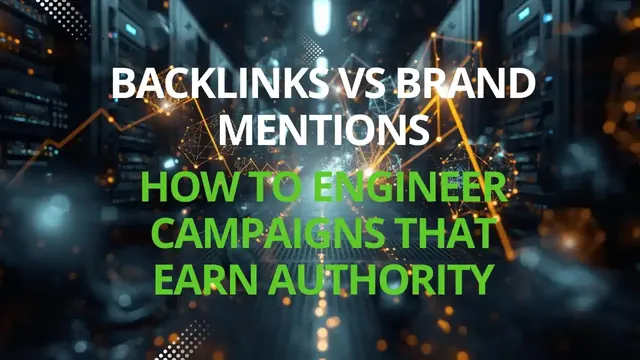 BACKLINKS VS BRAND
MENTIONS
HOW TO ENGINEER
CAMPAIGNS THAT
EARN AUTHORITY